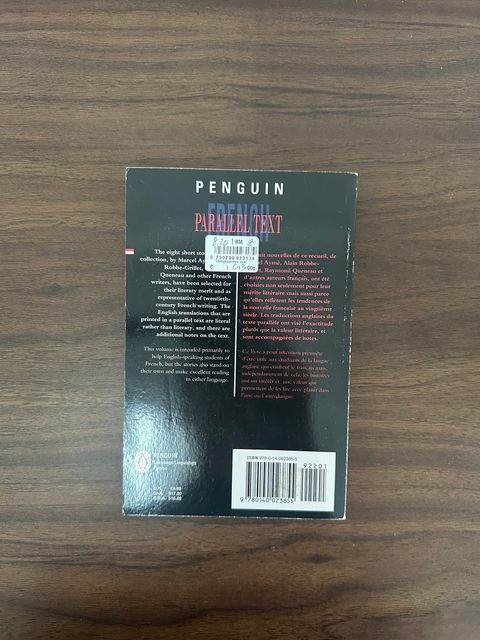 PENGUIN
FRENCH
PARALLEL TEXT
RM 8
The eight short
collection, by Marcel
Robbe-Grillet,
Queneau and other French
writers, have been selected for
their literary merit and as
representative of twentieth-
century French writing. The
English translations that are
printed in a parallel text are literal
rather than literary, and there are
additional notes on the text.
This volume is intended primarily to
help English-speaking students of
French, but the stories also stand on
their own and make excellent reading
in either language.
nouvelles de ce recueil, de
Aymé, Alain Robbe-
Raymond Queneau et
d'autres auteurs français, ont été
choisies non seulement pour leur
mérite littéraire mais aussi parce
qu'elles reflètent les tendences de
la nouvelle française au vingtième
siècle. Les traductions anglaises du
texte parallèle ont visé l'exactitude
plutôt que la valeur littéraire, et
sont accompagnées de notes.
Ce livre a pour intention première
d'être utile aux étudiants de la langue
anglaise qui étudient le français mais,
indépendamment de cela, les histoires
ont un intérêt et une valeur qui
permettent de les lire avec plaisir dans
l'une ou l'autre langue.
PENGUIN
Language/Linguistics
ISBN 978-0-14-002385-5
92201
9 780140 023855